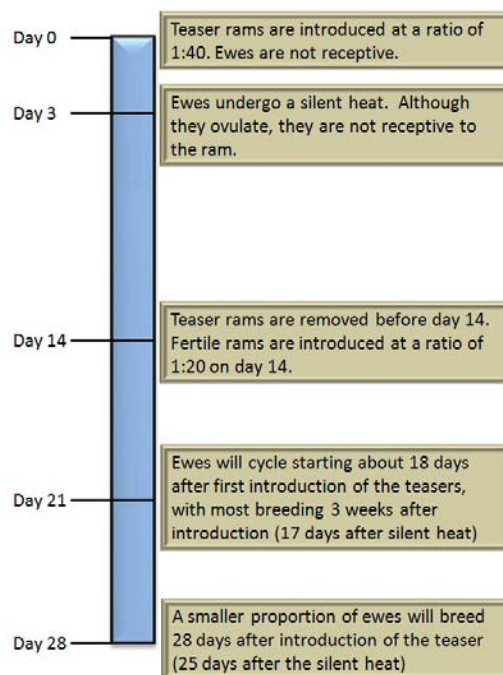 Day 0
Teaser rams are introduced at a ratio of
1:40. Ewes are not receptive.
Day 3
Ewes undergo a silent heat.  Although
they ovulate, they are not receptive to
the ram.
Day 14
Teaser rams are removed before day 14.
Fertile rams are introduced at a ratio of
1:20 on day 14.
Day 21
Ewes will cycle starting about 18 days
after first introduction of the teasers,
with most breeding 3 weeks after
introduction (17 days after silent heat)
Day 28
A smaller proportion of ewes will breed
28 days after introduction of the teaser
(25 days after the silent heat)